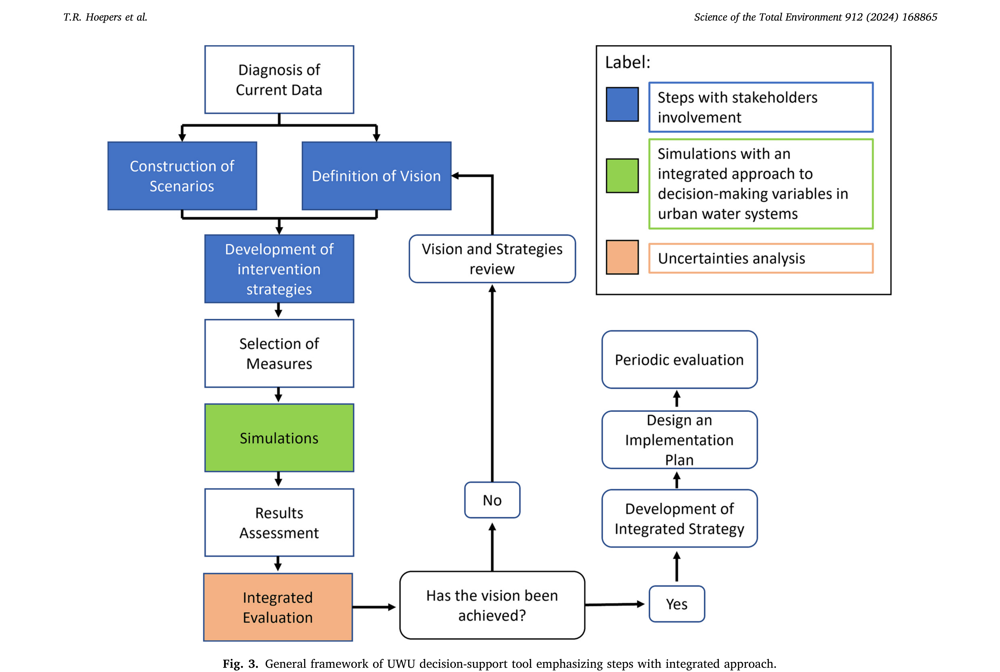 T.R. Hoepers et al.
Science of the Total Environment 912 (2024) 168865
Diagnosis of
Current Data
Construction of
Scenarios
Definition of Vision
Development of
intervention
strategies
Selection of
Measures
Simulations
Results
Assessment
Integrated
Evaluation
Has the vision been
achieved?
No
Vision and Strategies
review
Yes
Development of
Integrated Strategy
Design an
Implementation
Plan
Periodic evaluation
Label:
Steps with stakeholders
involvement
Simulations with an
integrated approach to
decision-making variables in
urban water systems
Uncertainties analysis
Fig. 3. General framework of UWU decision-support tool emphasizing steps with integrated approach.